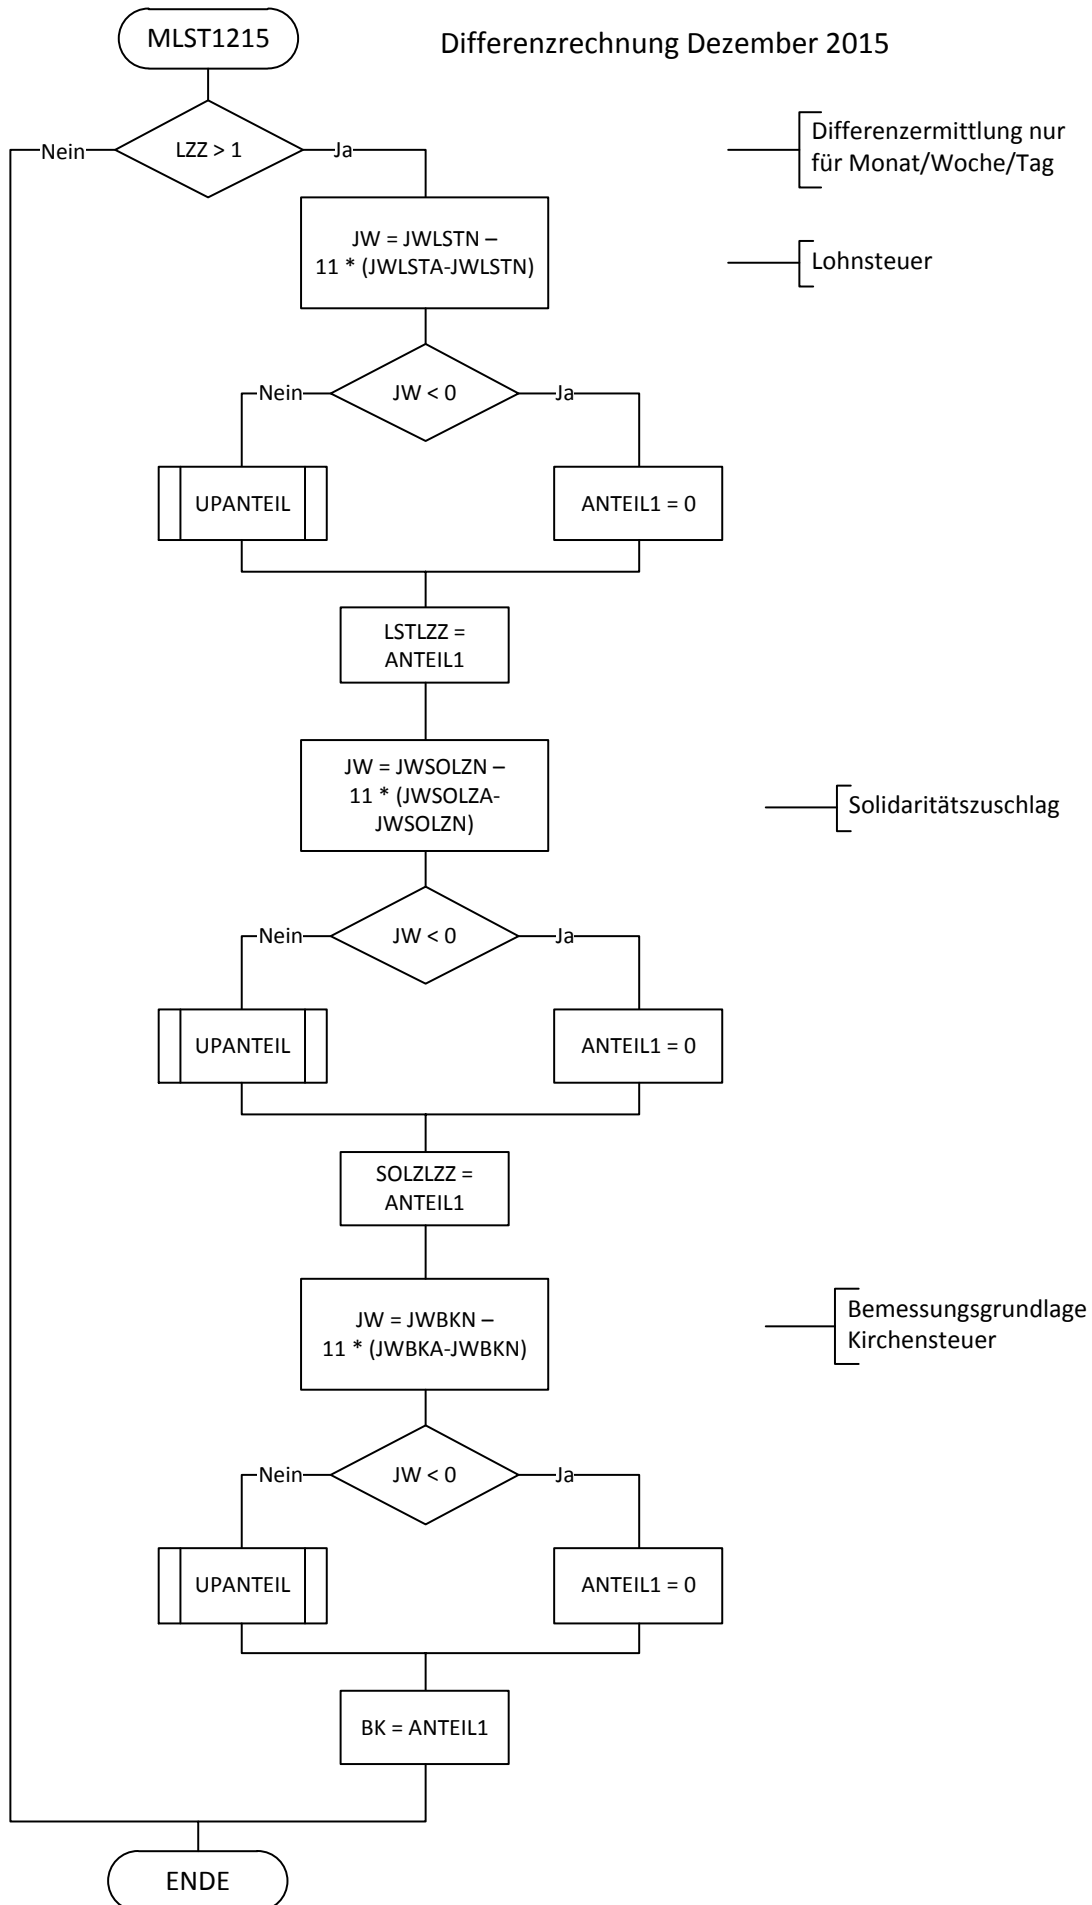 MLST1215
Differenzrechnung Dezember 2015
Nein
LZZ > 1
Ja
Differenzermittlung nur
für Monat/Woche/Tag
JW = JWLSTN –
11 * (JWLSTA-JWLSTN)
Lohnsteuer
Nein
JW < 0
Ja
UPANTEIL
ANTEIL1 = 0
LSTLZZ =
ANTEIL1
JW = JWSOLZN –
11 * (JWSOLZA-
JWSOLZN)
Solidaritätszuschlag
Nein
JW < 0
Ja
UPANTEIL
ANTEIL1 = 0
SOLZLZZ =
ANTEIL1
JW = JWBKN –
11 * (JWBKA-JWBKN)
Bemessungsgrundlage
Kirchensteuer
Nein
JW < 0
Ja
UPANTEIL
ANTEIL1 = 0
BK = ANTEIL1
ENDE